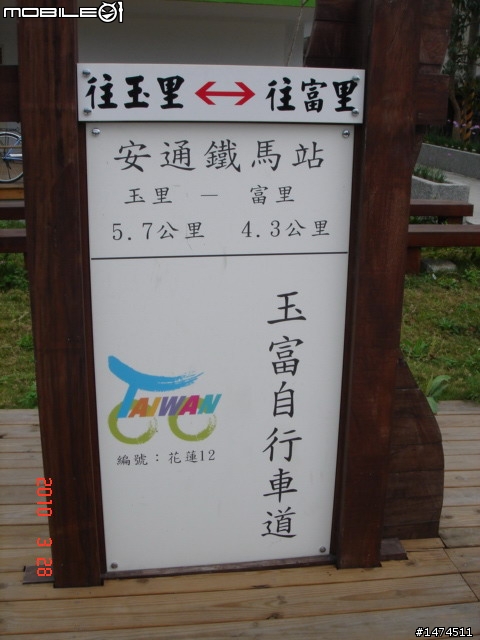 MOBILE01
往玉里 ↔ 往富里
安通鐵馬站
玉里 — 富里
5.7公里 4.3公里
玉富自行車道
TAIWAN
編號：花蓮12
2010 3 28
#1474511